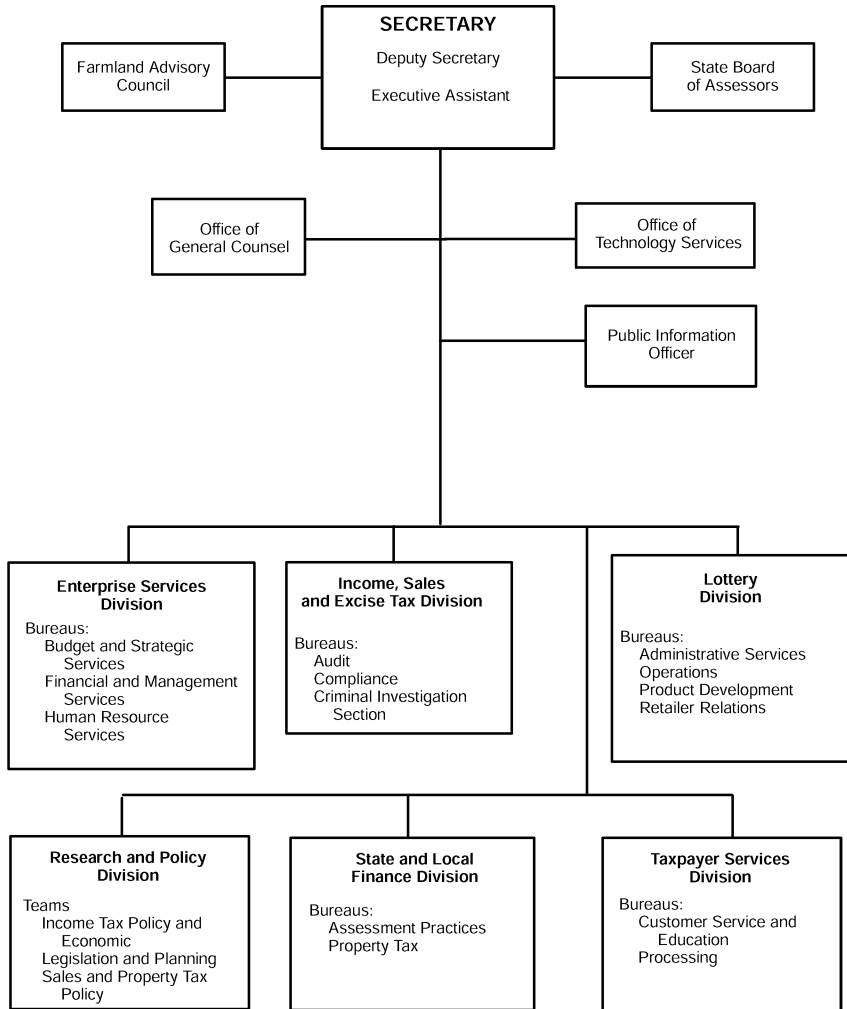 SECRETARY
Deputy Secretary
Executive Assistant
Farmland Advisory
Council
State Board
of Assessors
Office of
General Counsel
Office of
Technology Services
Public Information
Officer
Enterprise Services
Division
Bureaus:
Budget and Strategic
Services
Financial and Management
Services
Human Resource
Services
Income, Sales
and Excise Tax Division
Bureaus:
Audit
Compliance
Criminal Investigation
Section
Lottery
Division
Bureaus:
Administrative Services
Operations
Product Development
Retailer Relations
Research and Policy
Division
Teams
Income Tax Policy and
Economic
Legislation and Planning
Sales and Property Tax
Policy
State and Local
Finance Division
Bureaus:
Assessment Practices
Property Tax
Taxpayer Services
Division
Bureaus:
Customer Service and
Education
Processing